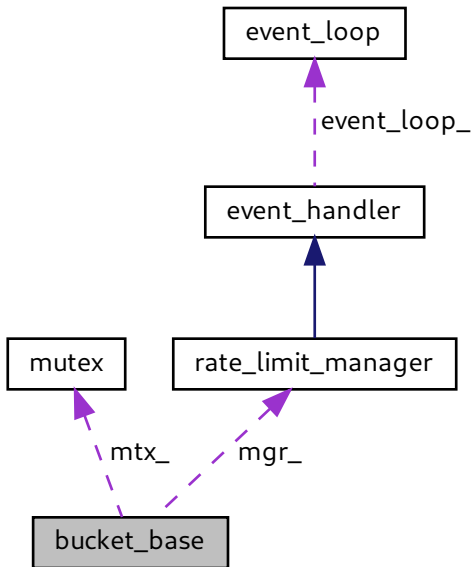 event_loop
event_loop_
event_handler
mutex
rate_limit_manager
mtx_
mgr_
bucket_base